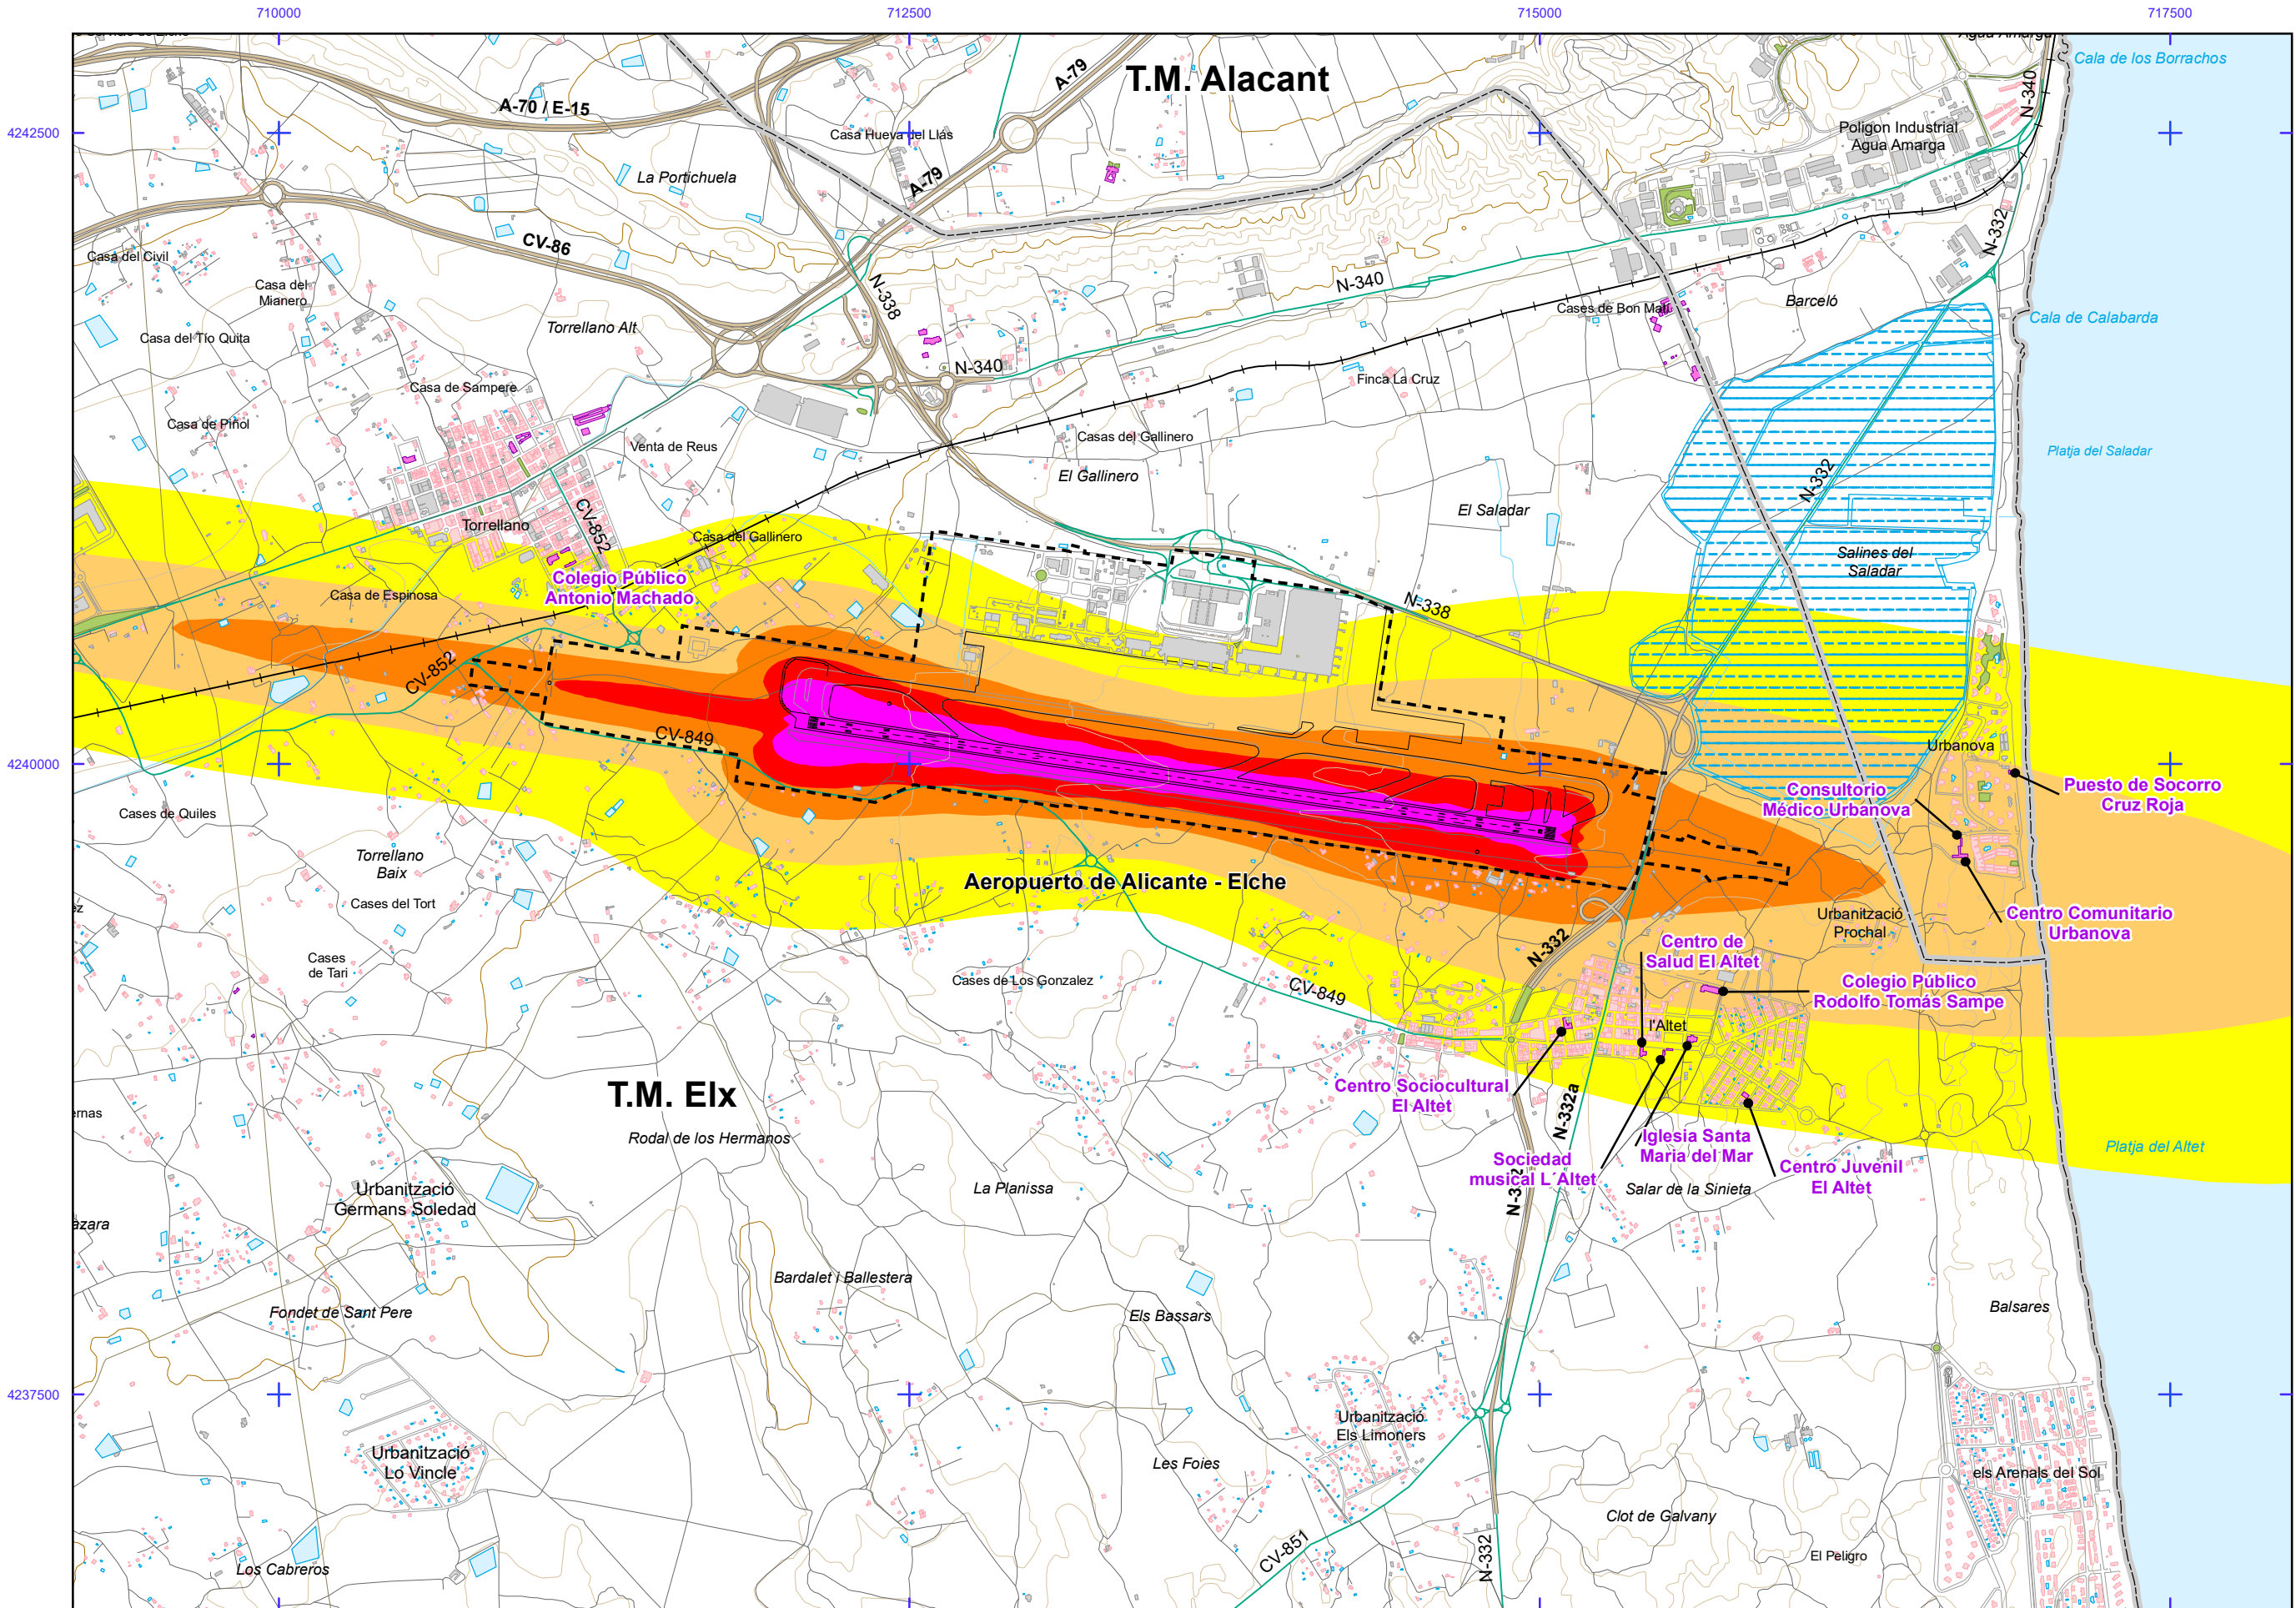 710000
712500
715000
717500
4242500
4240000
4237500
T.M. Alacant
Agua Amarga
Cala de los Borrachos
A-70 / E-15
A-79
A-79
N-340
Casa Hueva del Llás
Poligon Industrial
Agua Amarga
La Portichuela
CV-86
N-332
Casa del Civil
Casa del
Mianero
N-338
N-340
Cases de Bon Matí
Barceló
Cala de Calabarda
Torrellano Alt
Casa del Tío Quita
N-340
Casa de Sampere
Finca La Cruz
Casa de Piñol
Venta de Reus
Casas del Gallinero
El Gallinero
Platja del Saladar
N-332
El Saladar
Torrellano
CV-852
Casa del Gallinero
Salines del
Saladar
Colegio Público
Antonio Machado
Casa de Espinosa
N-338
CV-852
CV-849
Urbanova
Consultorio
Médico Urbanova
Puesto de Socorro
Cruz Roja
Cases de Quiles
Torrellano
Baix
Aeropuerto de Alicante - Elche
Cases del Tort
Urbanizació
Prochal
Centro Comunitario
Urbanova
N-332
Centro de
Salud El Altet
Cases
de Tari
Cases de Los Gonzalez
CV-849
Colegio Público
Rodolfo Tomás Sampe
l'Altet
T.M. Elx
Centro Sociocultural
El Altet
N-332a
Rodal de los Hermanos
Iglesia Santa
Maria del Mar
Platja del Altet
Sociedad
musical L´Altet
Centro Juvenil
El Altet
N-332
La Planissa
Salar de la Sinieta
Urbanització
Germans Soledad
Bardalet i Ballestera
Fondet de Sant Pere
Els Bassars
Balsares
Urbanització
Els Limoners
Urbanització
Lo Vincle
Les Foies
els Arenals del Sol
Clot de Galvany
CV-851
N-332
El Peligro
Los Cabreros